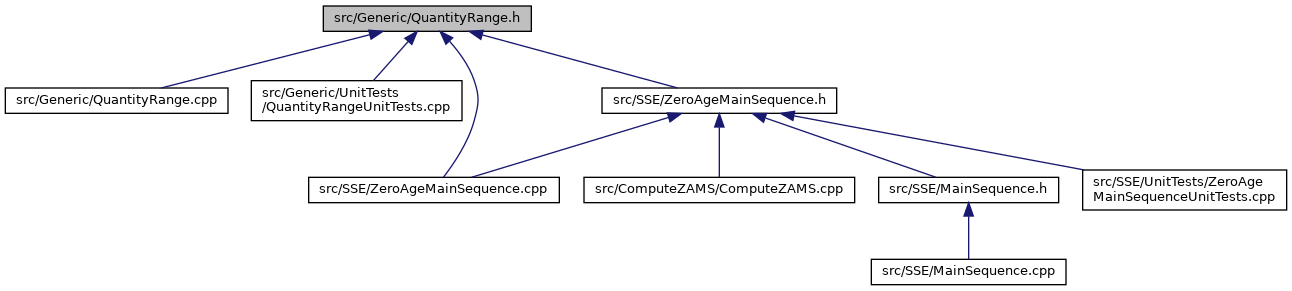 src/Generic/QuantityRange.h
src/Generic/QuantityRange.cpp
src/Generic/UnitTests
/QuantityRangeUnitTests.cpp
src/SSE/ZeroAgeMainSequence.h
src/SSE/ZeroAgeMainSequence.cpp
src/ComputeZAMS/ComputeZAMS.cpp
src/SSE/MainSequence.h
src/SSE/UnitTests/ZeroAge
MainSequenceUnitTests.cpp
src/SSE/MainSequence.cpp